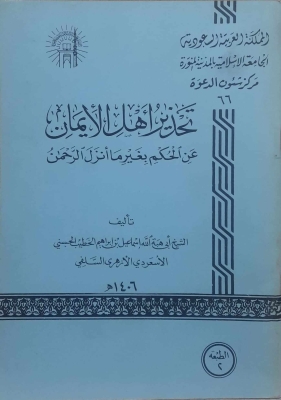 المملكة العربية السعودية
الجامعة الإسلامية بالمدينة المنورة
مركز شئون الدعوة
٦٦
تحذير أهل الإيمان
عن الحكم بغير ما أنزل الرحمن
تأليف
الشيخ أبي هبة الله إسماعيل بن إبراهيم الخطيب الحسني
الأسعردي الأزهري السلفي
١٤٠٦هـ
الطبعة
٢